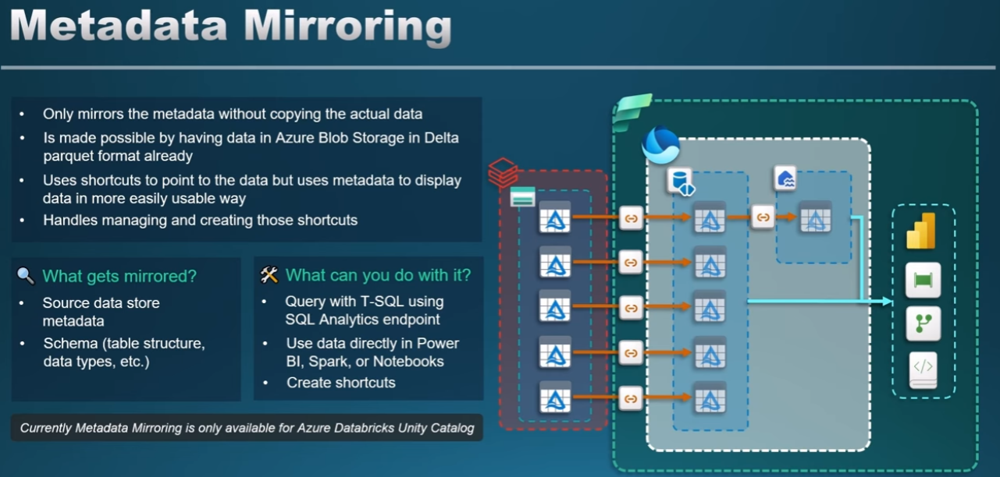 Metadata Mirroring
• Only mirrors the metadata without copying the actual data
• Is made possible by having data in Azure Blob Storage in Delta
parquet format already
• Uses shortcuts to point to the data but uses metadata to display
data in more easily usable way
• Handles managing and creating those shortcuts
What gets mirrored?
• Source data store
metadata
• Schema (table structure,
data types, etc.)
What can you do with it?
• Query with T-SQL using
SQL Analytics endpoint
• Use data directly in Power
BI, Spark, or Notebooks
• Create shortcuts
Currently Metadata Mirroring is only available for Azure Databricks Unity Catalog